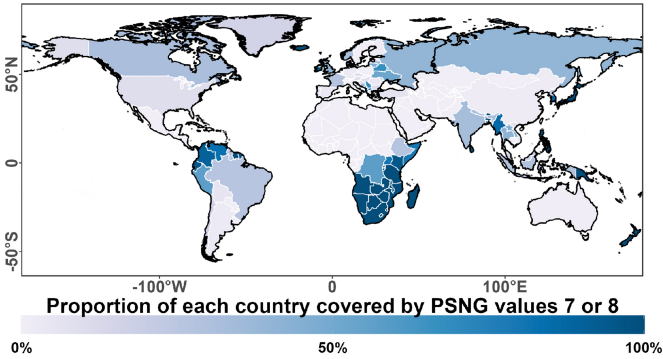 50°N
0
-50°S
-100°W
0
100°E
Proportion of each country covered by PSNG values 7 or 8
0%
50%
100%